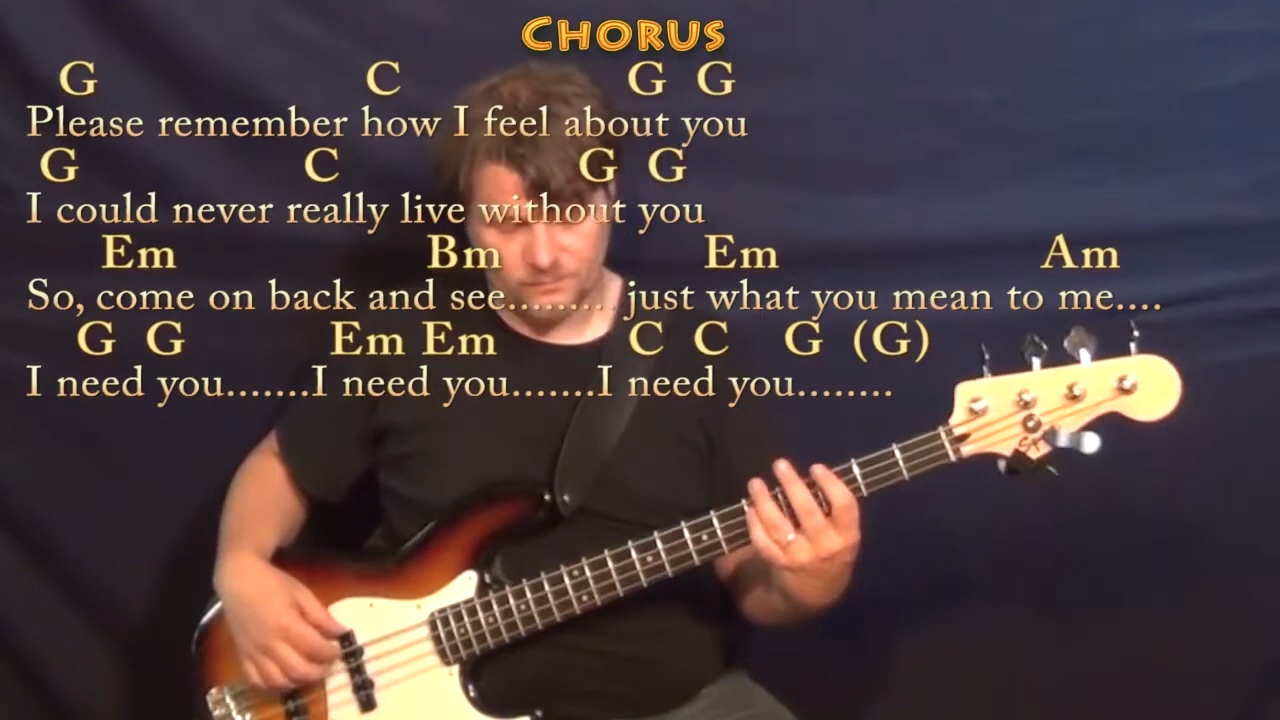 CHORUS
G C G G
Please remember how I feel about you
G C G G
I could never really live without you
Em Bm Em Am
So, come on back and see......... just what you mean to me....
G G Em Em C C G (G)
I need you.......I need you.......I need you........